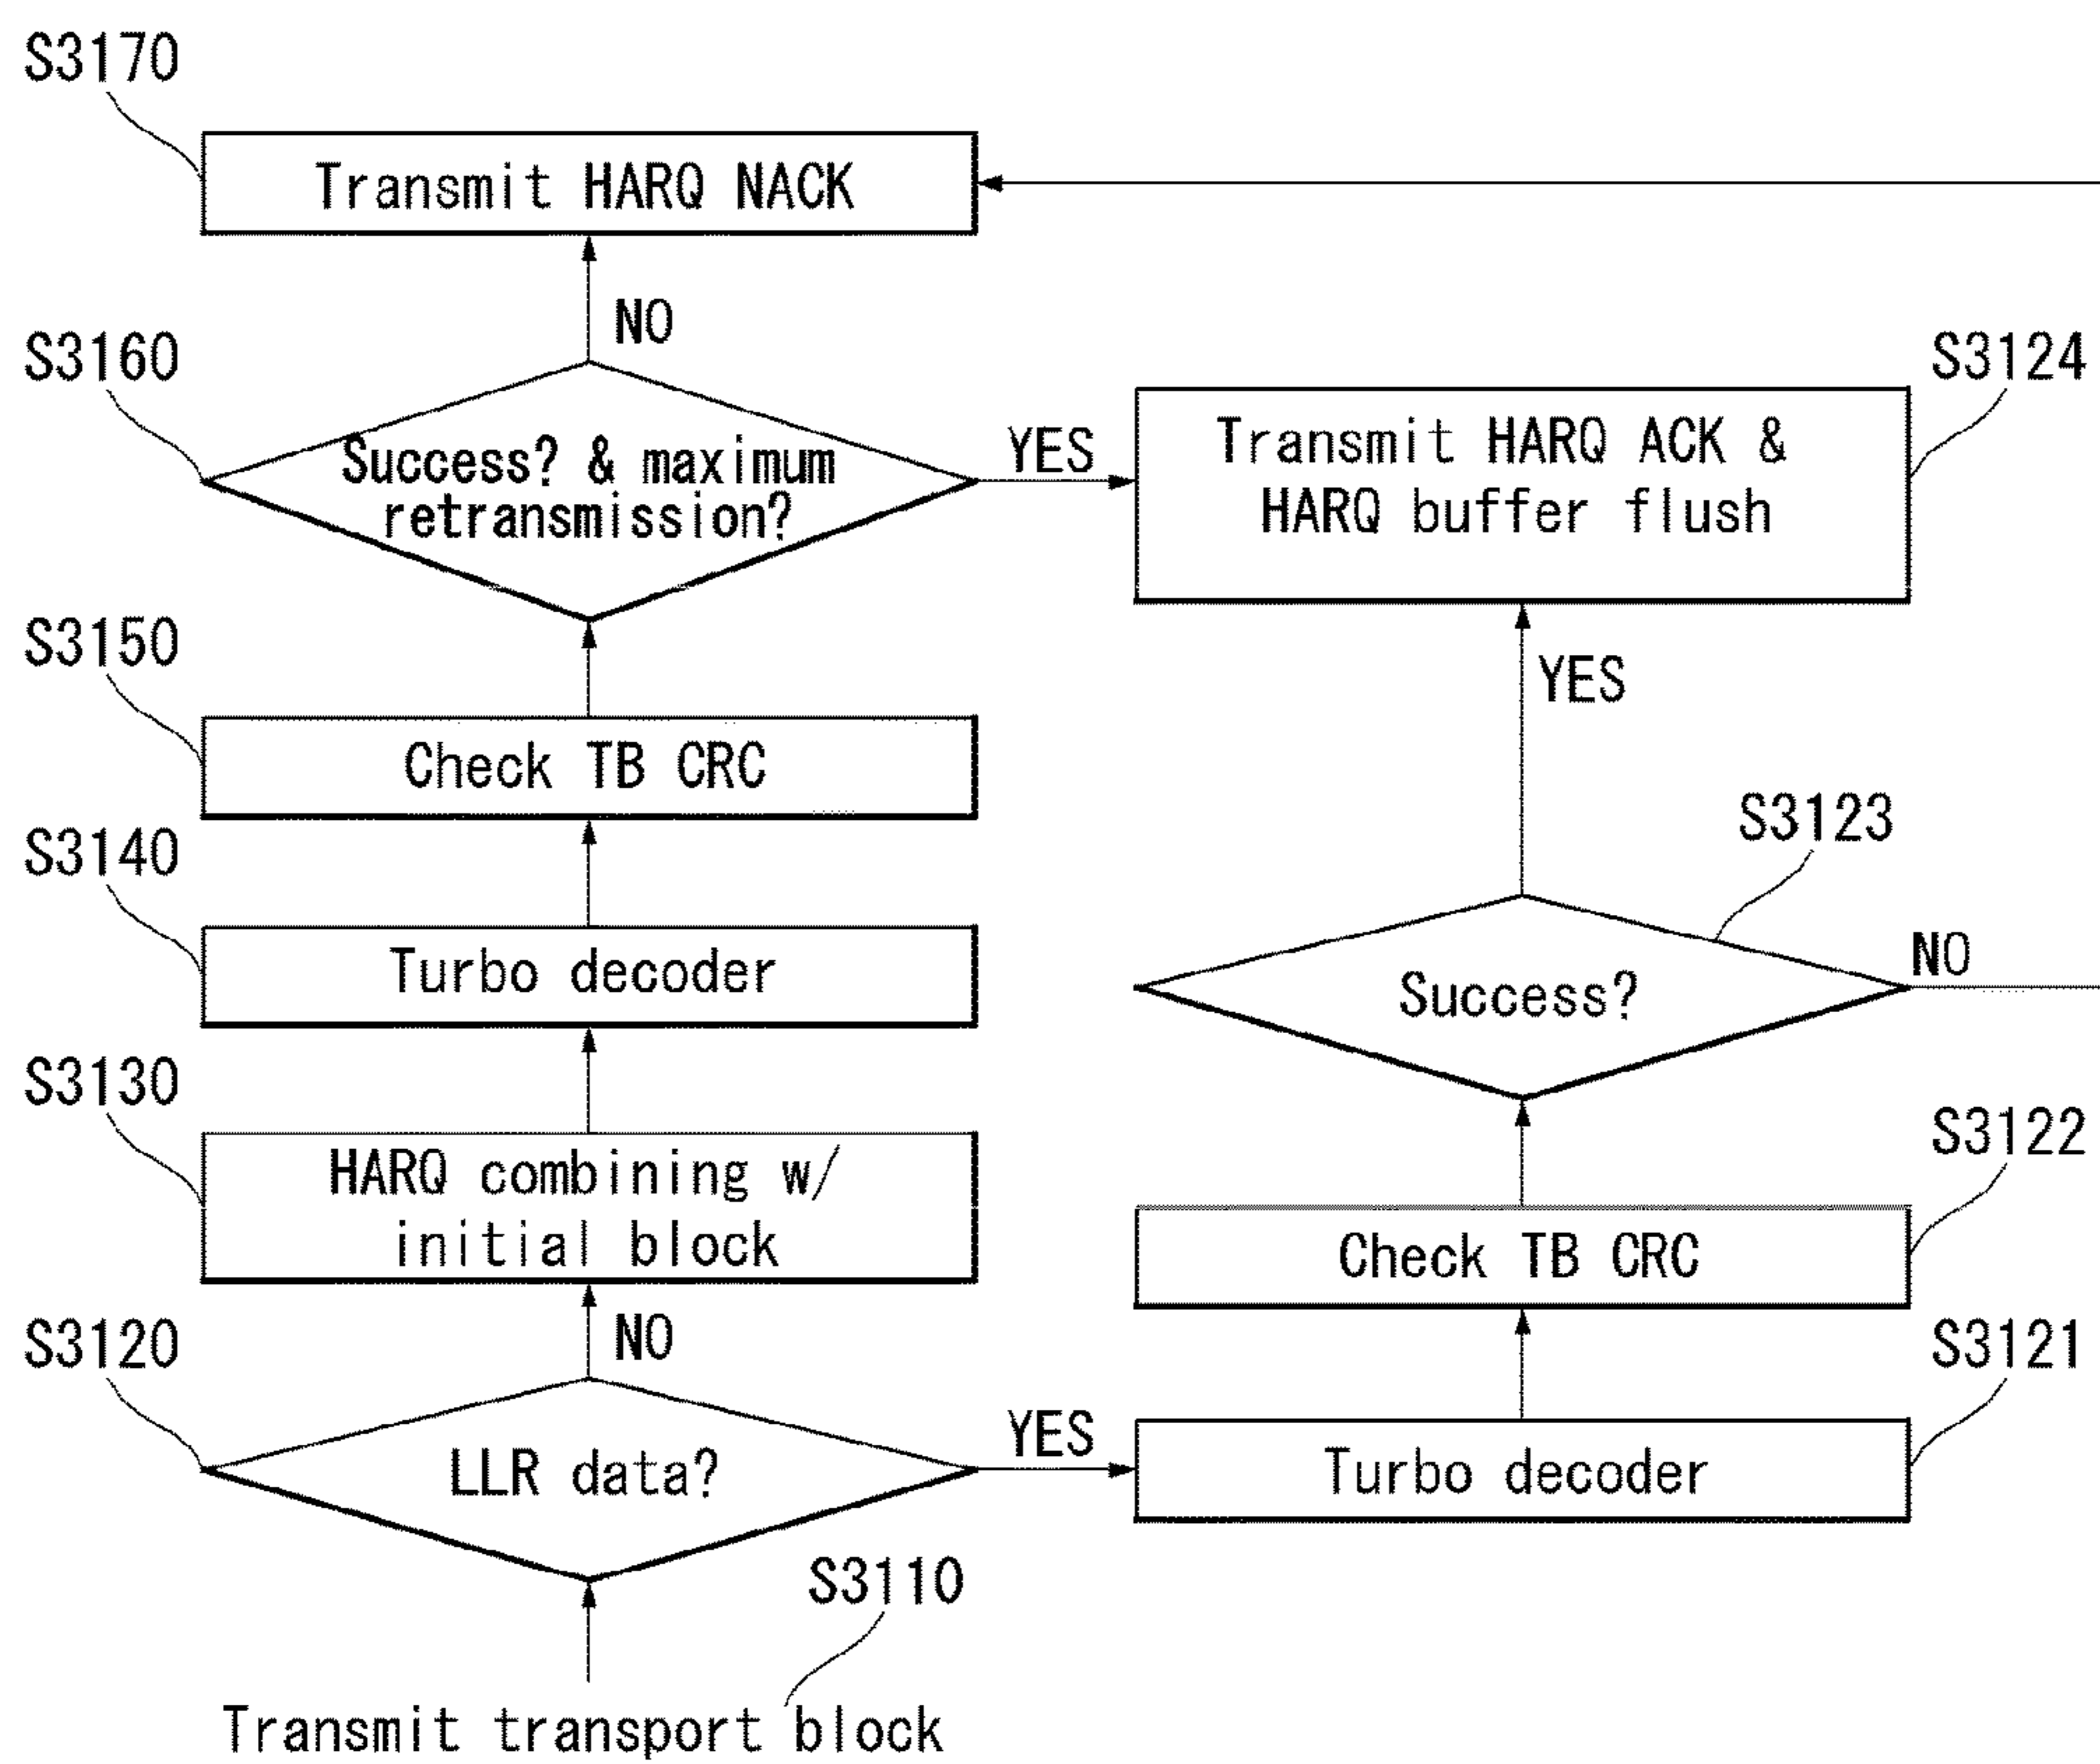 S3170
Transmit HARQ NACK
NO
S3160
Success? & maximum
retransmission?
YES
S3124
Transmit HARQ ACK &
HARQ buffer flush
YES
S3150
Check TB CRC
S3140
Turbo decoder
S3123
Success?
NO
S3130
HARQ combining w/
initial block
S3122
Check TB CRC
NO
S3120
LLR data?
YES
S3121
Turbo decoder
S3110
Transmit transport block